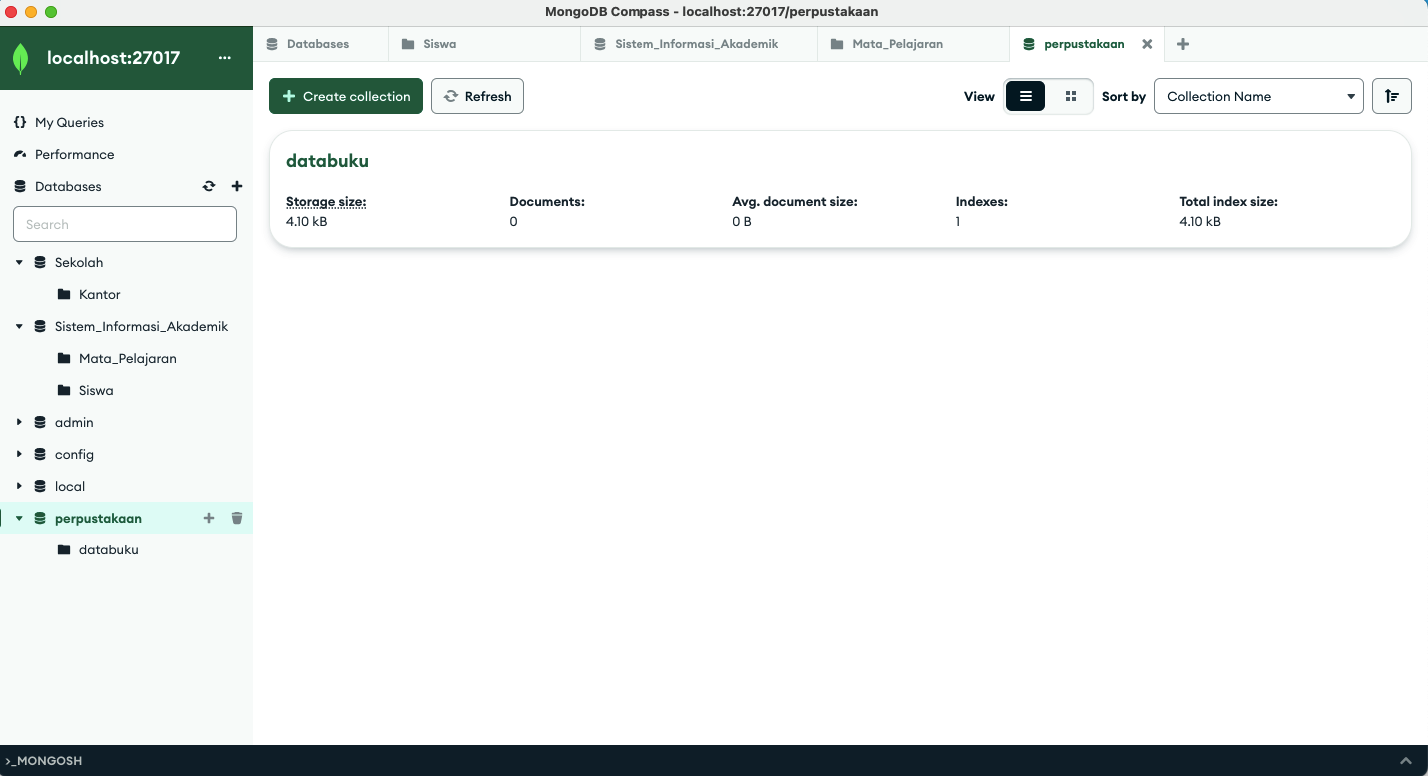 MongoDB Compass - localhost:27017/perpustakaan
localhost:27017
My Queries
Performance
Databases
Search
Sekolah
Kantor
Sistem_Informasi_Akademik
Mata_Pelajaran
Siswa
admin
config
local
perpustakaan
databuku
Databases Siswa Sistem_Informasi_Akademik Mata_Pelajaran perpustakaan
Create collection Refresh View Sort by Collection Name
databuku
Storage size: Documents: Avg. document size: Indexes: Total index size:
4.10 kB 0 0 B 1 4.10 kB
>_MONGOSH